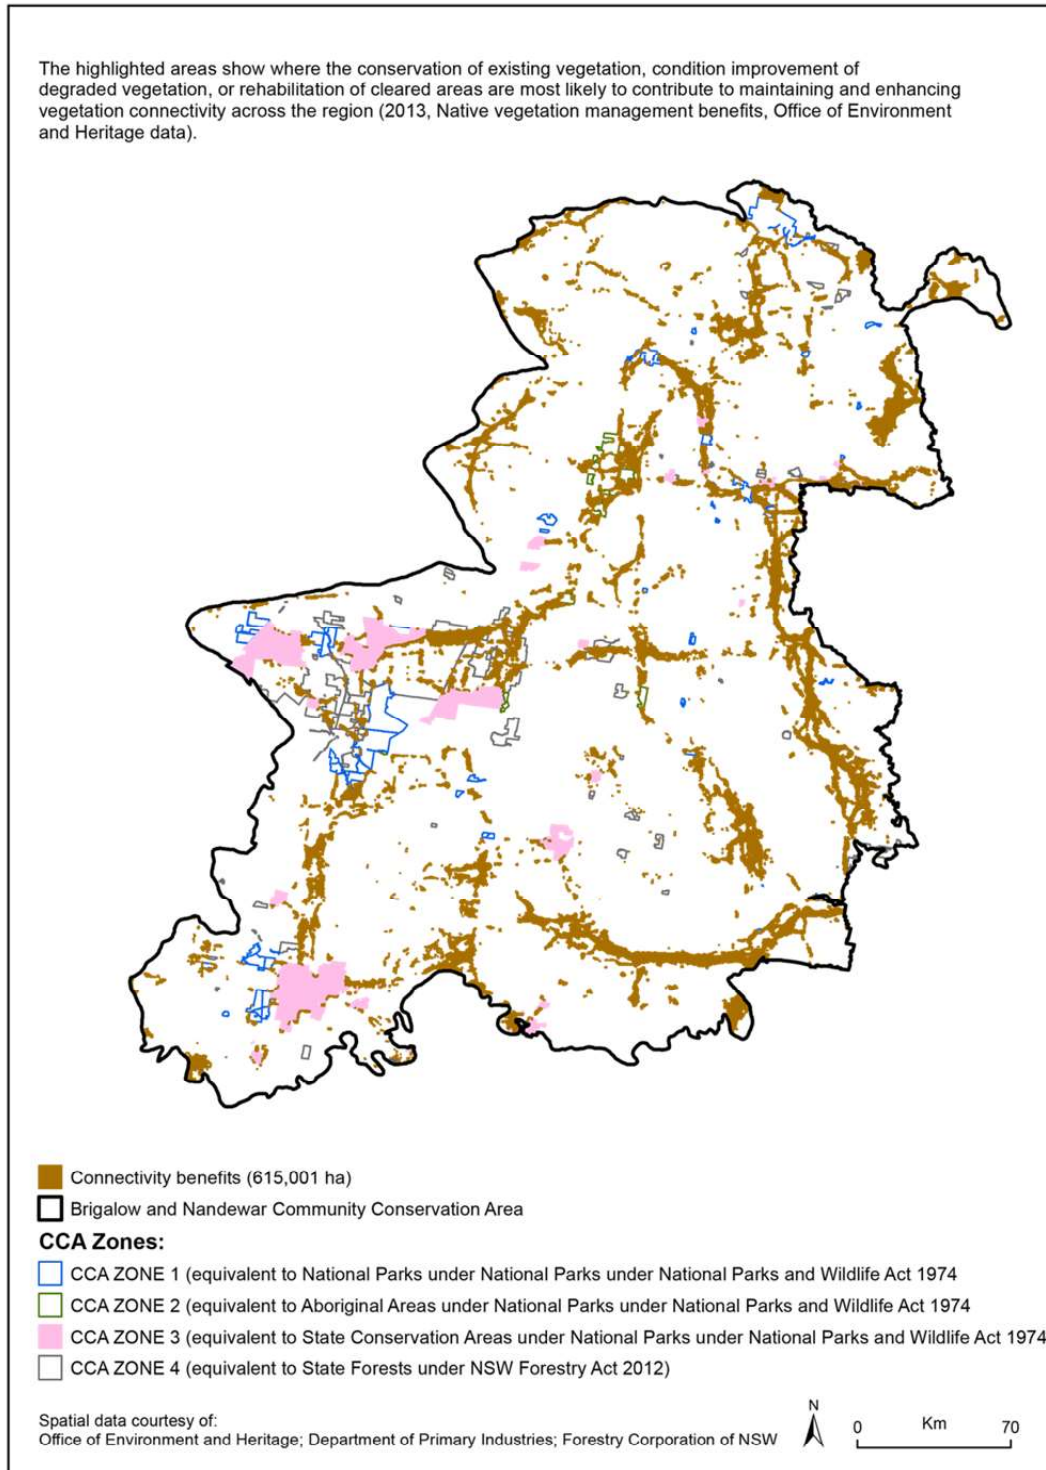 The highlighted areas show where the conservation of existing vegetation, condition improvement of
degraded vegetation, or rehabilitation of cleared areas are most likely to contribute to maintaining and enhancing
vegetation connectivity across the region (2013, Native vegetation management benefits, Office of Environment
and Heritage data).
Connectivity benefits (615,001 ha)
Brigalow and Nandewar Community Conservation Area
CCA Zones:
CCA ZONE 1 (equivalent to National Parks under National Parks under National Parks and Wildlife Act 1974
CCA ZONE 2 (equivalent to Aboriginal Areas under National Parks under National Parks and Wildlife Act 1974
CCA ZONE 3 (equivalent to State Conservation Areas under National Parks under National Parks and Wildlife Act 1974
CCA ZONE 4 (equivalent to State Forests under NSW Forestry Act 2012)
Spatial data courtesy of:
Office of Environment and Heritage; Department of Primary Industries; Forestry Corporation of NSW
N
0 Km 70